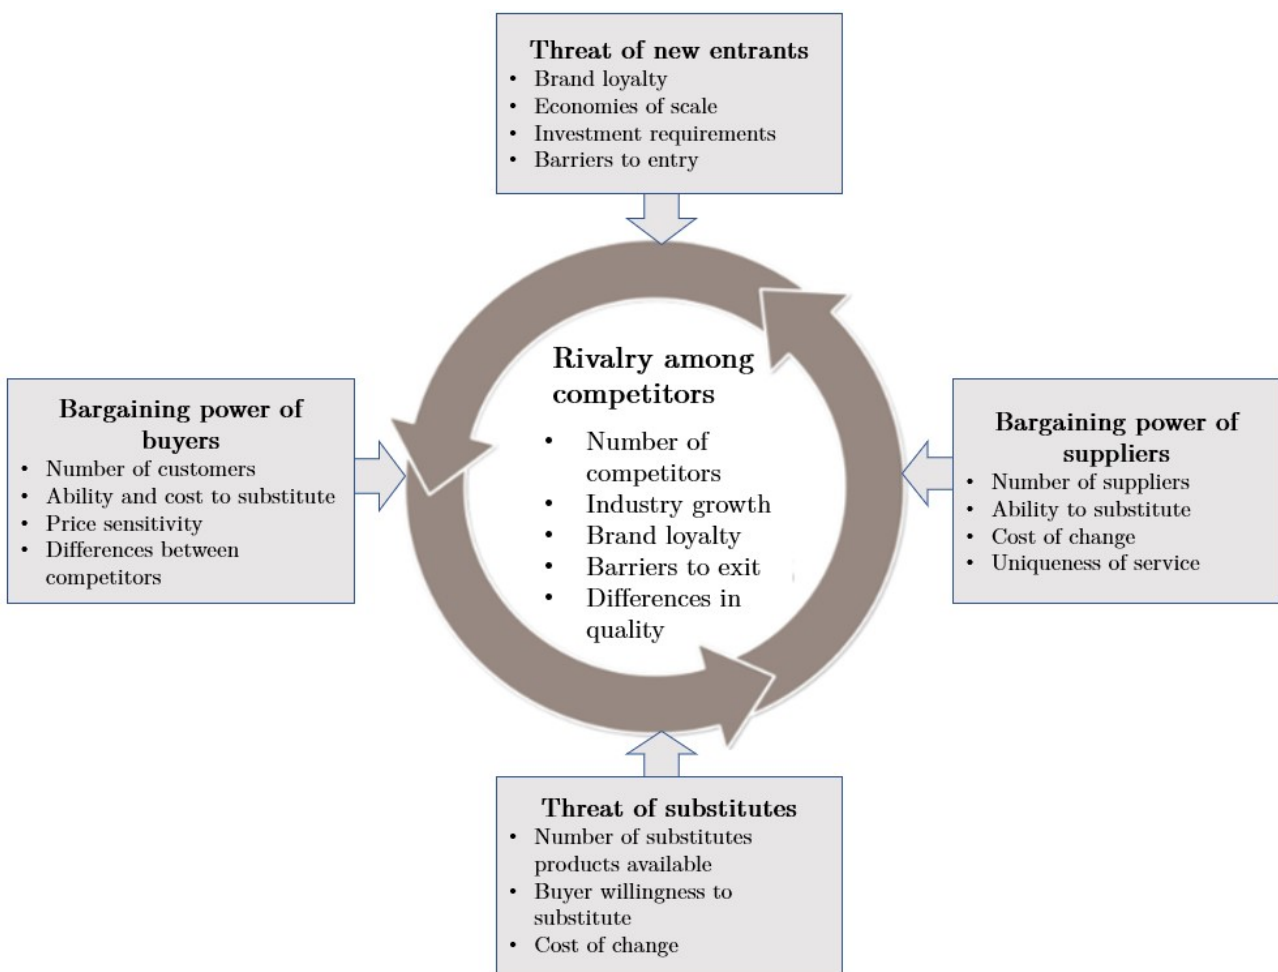 Threat of new entrants
• Brand loyalty
• Economies of scale
• Investment requirements
• Barriers to entry
Rivalry among
competitors
• Number of
competitors
• Industry growth
• Brand loyalty
• Barriers to exit
• Differences in
quality
Bargaining power of
buyers
• Number of customers
• Ability and cost to substitute
• Price sensitivity
• Differences between
competitors
Bargaining power of
suppliers
• Number of suppliers
• Ability to substitute
• Cost of change
• Uniqueness of service
Threat of substitutes
• Number of substitutes
products available
• Buyer willingness to
substitute
• Cost of change